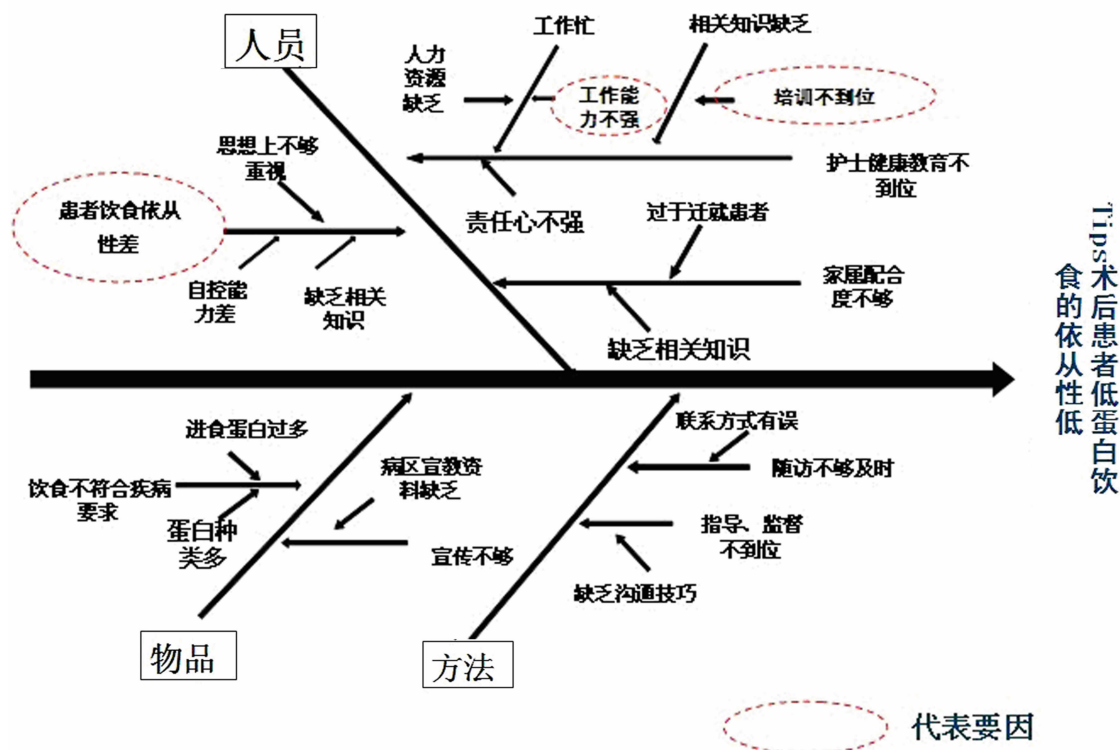 人员
工作忙
相关知识缺乏
人力
资源
缺乏
工作能
力不强
培训不到位
思想上不够
重视
护士健康教育不
到位
患者饮食依从
性差
责任心不强
过于迁就患者
自控能
力差
缺乏相关
知识
家属配合
度不够
缺乏相关知识
Tips术后患者低蛋白饮
食的依从性低
进食蛋白过多
病区宣教资
料缺乏
联系方式有误
饮食不符合疾病
要求
随访不够及时
蛋白种
类多
宣传不够
指导、监督
不到位
缺乏沟通技巧
物品
方法
代表要因